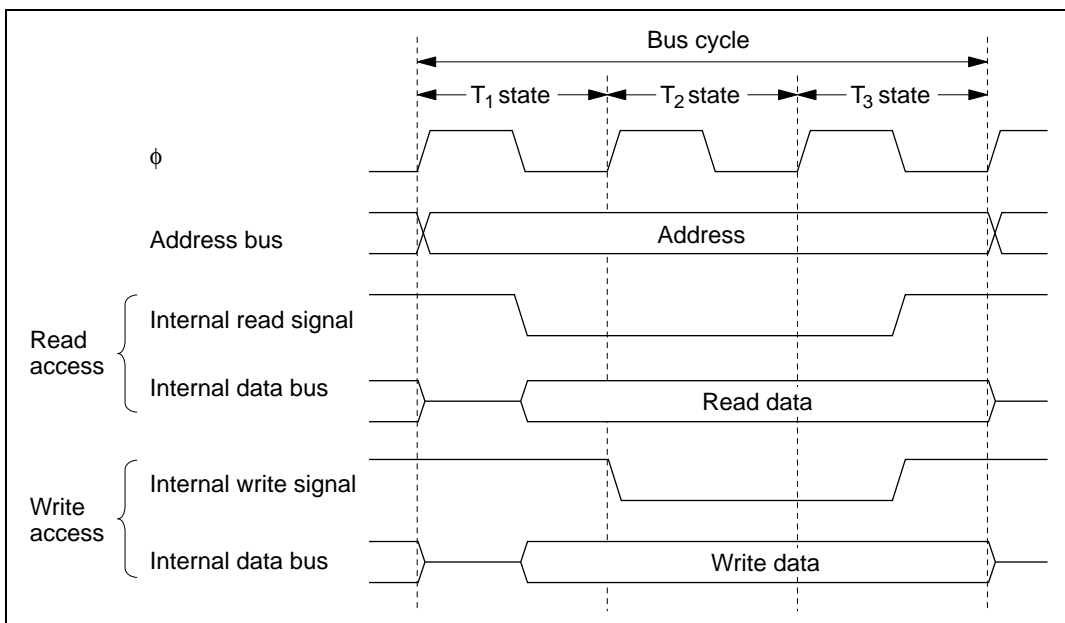 Bus cycle
T₁ state T₂ state T₃ state
ϕ
Address bus Address
Internal read signal
Read
access
Internal data bus Read data
Internal write signal
Write
access
Internal data bus Write data